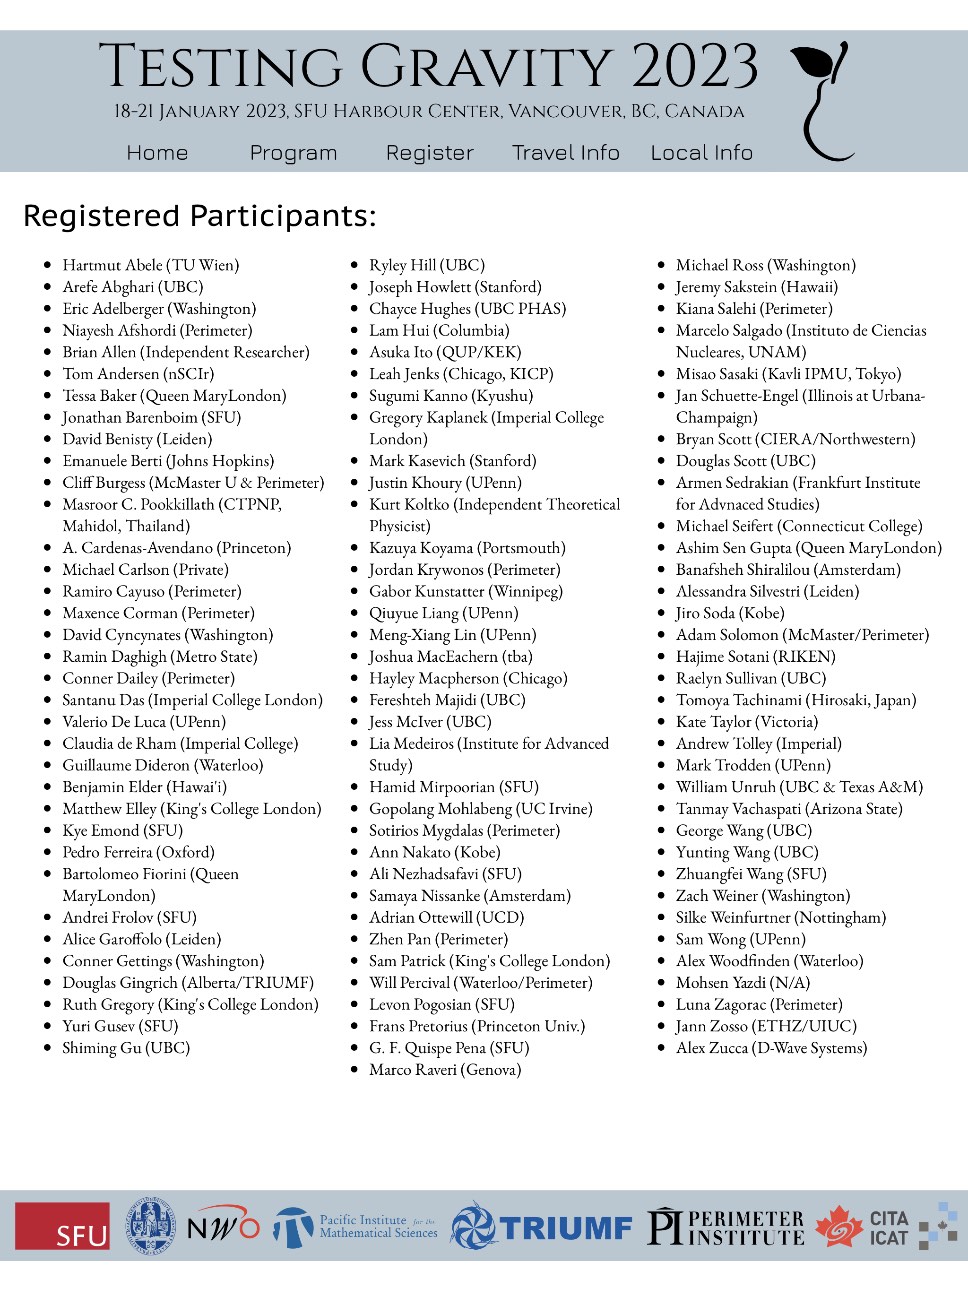 Testing Gravity 2023
18-21 January 2023, SFU Harbour Center, Vancouver, BC, Canada
Home Program Register Travel Info Local Info
Registered Participants:
Hartmut Abele (TU Wien)
Arefe Abghari (UBC)
Eric Adelberger (Washington)
Niayesh Afshordi (Perimeter)
Brian Allen (Independent Researcher)
Tom Andersen (nSCIr)
Tessa Baker (Queen MaryLondon)
Jonathan Barenboim (SFU)
David Benisty (Leiden)
Emanuele Berti (Johns Hopkins)
Cliff Burgess (McMaster U & Perimeter)
Masroor C. Pookkillath (CTPNP,
Mahidol, Thailand)
A. Cardenas-Avendano (Princeton)
Michael Carlson (Private)
Ramiro Cayuso (Perimeter)
Maxence Corman (Perimeter)
David Cyncynates (Washington)
Ramin Daghigh (Metro State)
Conner Dailey (Perimeter)
Santanu Das (Imperial College London)
Valerio De Luca (UPenn)
Claudia de Rham (Imperial College)
Guillaume Dideron (Waterloo)
Benjamin Elder (Hawai'i)
Matthew Elley (King's College London)
Kye Emond (SFU)
Pedro Ferreira (Oxford)
Bartolomeo Fiorini (Queen
MaryLondon)
Andrei Frolov (SFU)
Alice Garoffolo (Leiden)
Conner Gettings (Washington)
Douglas Gingrich (Alberta/TRIUMF)
Ruth Gregory (King's College London)
Yuri Gusev (SFU)
Shiming Gu (UBC)
Ryley Hill (UBC)
Joseph Howlett (Stanford)
Chayce Hughes (UBC PHAS)
Lam Hui (Columbia)
Asuka Ito (QUP/KEK)
Leah Jenks (Chicago, KICP)
Sugumi Kanno (Kyushu)
Gregory Kaplanek (Imperial College
London)
Mark Kasevich (Stanford)
Justin Khoury (UPenn)
Kurt Koltko (Independent Theoretical
Physicist)
Kazuya Koyama (Portsmouth)
Jordan Krywonos (Perimeter)
Gabor Kunstatter (Winnipeg)
Qiuyue Liang (UPenn)
Meng-Xiang Lin (UPenn)
Joshua MacEachern (tba)
Hayley Macpherson (Chicago)
Fereshteh Majidi (UBC)
Jess McIver (UBC)
Lia Medeiros (Institute for Advanced
Study)
Hamid Mirpoorian (SFU)
Gopolang Mohlabeng (UC Irvine)
Sotirios Mygdalas (Perimeter)
Ann Nakato (Kobe)
Ali Nezhadsafavi (SFU)
Samaya Nissanke (Amsterdam)
Adrian Ottewill (UCD)
Zhen Pan (Perimeter)
Sam Patrick (King's College London)
Will Percival (Waterloo/Perimeter)
Levon Pogosian (SFU)
Frans Pretorius (Princeton Univ.)
G. F. Quispe Pena (SFU)
Marco Raveri (Genova)
Michael Ross (Washington)
Jeremy Sakstein (Hawaii)
Kiana Salehi (Perimeter)
Marcelo Salgado (Instituto de Ciencias
Nucleares, UNAM)
Misao Sasaki (Kavli IPMU, Tokyo)
Jan Schuette-Engel (Illinois at Urbana-
Champaign)
Bryan Scott (CIERA/Northwestern)
Douglas Scott (UBC)
Armen Sedrakian (Frankfurt Institute
for Advnaced Studies)
Michael Seifert (Connecticut College)
Ashim Sen Gupta (Queen MaryLondon)
Banafsheh Shiralilou (Amsterdam)
Alessandra Silvestri (Leiden)
Jiro Soda (Kobe)
Adam Solomon (McMaster/Perimeter)
Hajime Sotani (RIKEN)
Raelyn Sullivan (UBC)
Tomoya Tachinami (Hirosaki, Japan)
Kate Taylor (Victoria)
Andrew Tolley (Imperial)
Mark Trodden (UPenn)
William Unruh (UBC & Texas A&M)
Tanmay Vachaspati (Arizona State)
George Wang (UBC)
Yunting Wang (UBC)
Zhuangfei Wang (SFU)
Zach Weiner (Washington)
Silke Weinfurtner (Nottingham)
Sam Wong (UPenn)
Alex Woodfinden (Waterloo)
Mohsen Yazdi (N/A)
Luna Zagorac (Perimeter)
Jann Zosso (ETHZ/UIUC)
Alex Zucca (D-Wave Systems)
SFU
NWO
Pacific Institute for the
Mathematical Sciences
TRIUMF
PI PERIMETER
INSTITUTE
CITA
ICAT